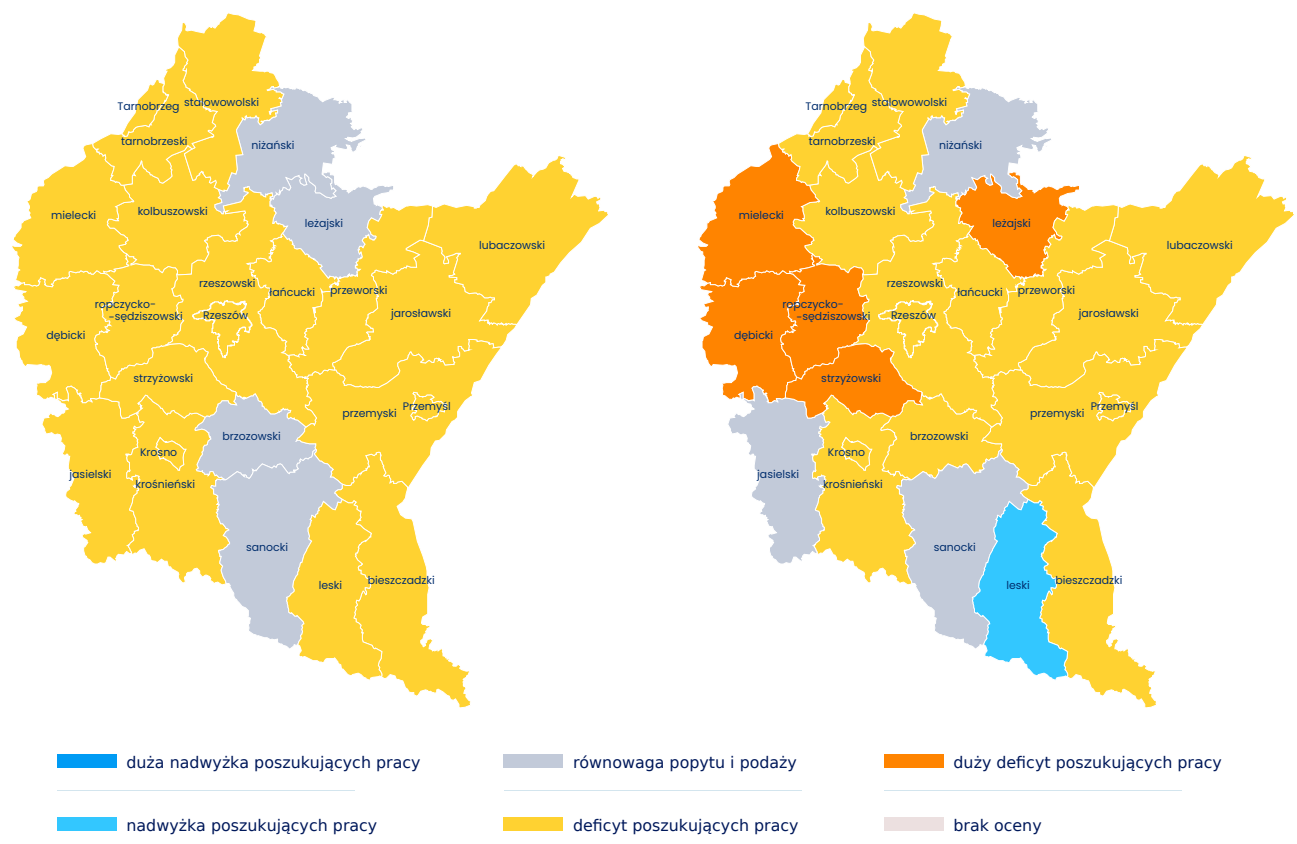 Tarnobrzeg
stalowowolski
tarnobrzeski
niżański
mielecki
kolbuszowski
leżajski
lubaczowski
rzeszowski
łańcucki
przeworski
ropczycko-
-sędziszowski
Rzeszów
jarosławski
dębicki
strzyżowski
przemyski
Przemyśl
brzozowski
Krosno
jasielski
krośnieński
sanocki
leski
bieszczadzki
Tarnobrzeg
stalowowolski
tarnobrzeski
niżański
mielecki
kolbuszowski
leżajski
lubaczowski
rzeszowski
łańcucki
przeworski
ropczycko-
-sędziszowski
Rzeszów
jarosławski
dębicki
strzyżowski
przemyski
Przemyśl
brzozowski
Krosno
jasielski
krośnieński
sanocki
leski
bieszczadzki
duża nadwyżka poszukujących pracy
równowaga popytu i podaży
duży deficyt poszukujących pracy
nadwyżka poszukujących pracy
deficyt poszukujących pracy
brak oceny